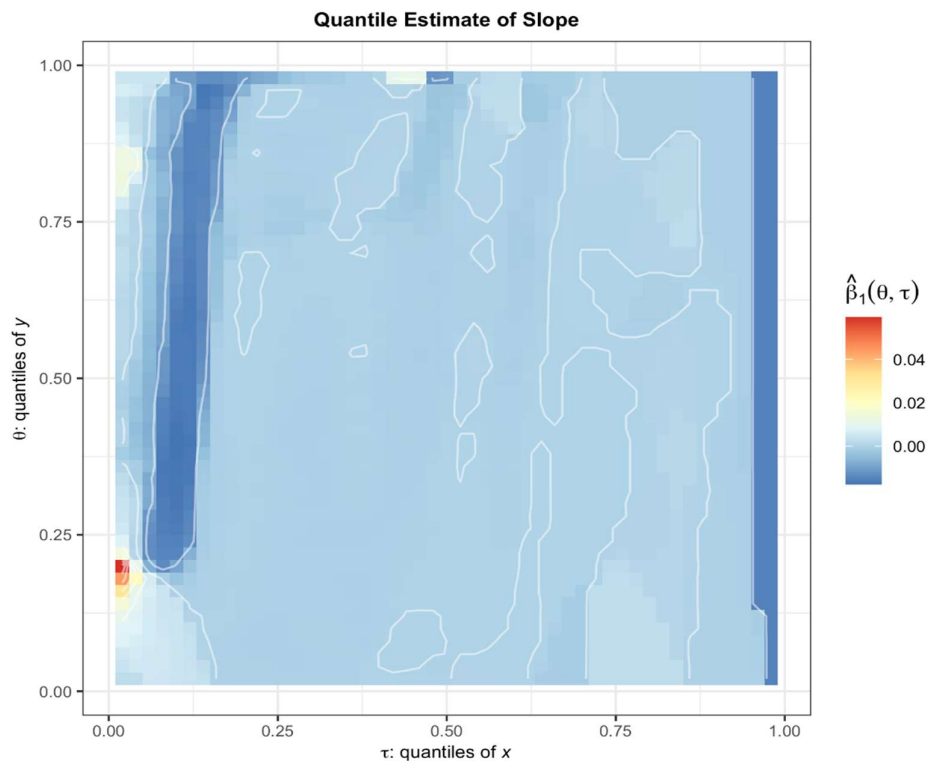 Quantile Estimate of Slope
1.00
0.75
0.50
0.25
0.00
θ: quantiles of y
0.00 0.25 0.50 0.75 1.00
τ: quantiles of x
β̂₁(θ, τ)
0.04
0.02
0.00